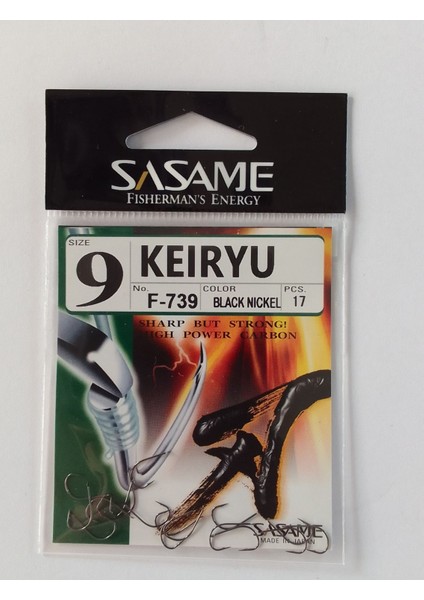 SASAME
FISHERMAN'S ENERGY
SIZE
9
KEIRYU
No. F-739
COLOR BLACK NICKEL
PCS. 17
SHARP BUT STRONG!
HIGH POWER CARBON
SASAME
MADE IN JAPAN